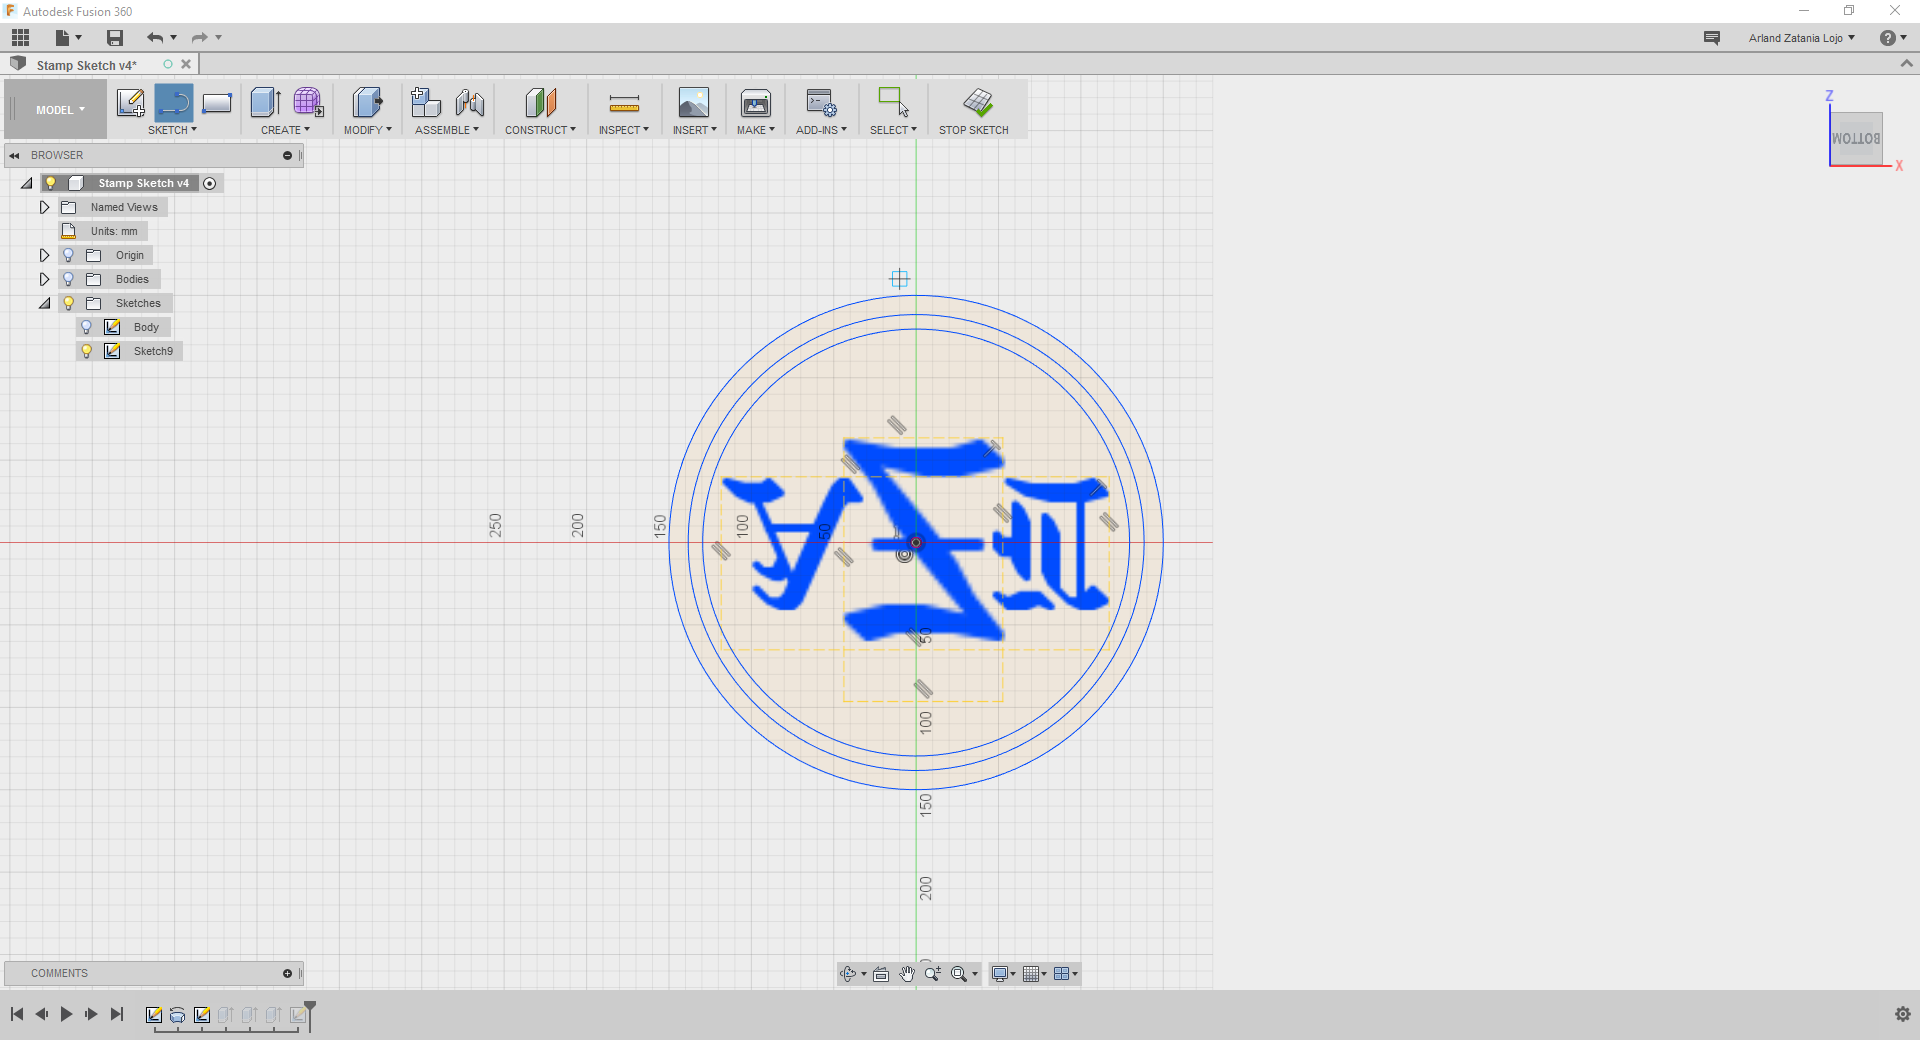 Autodesk Fusion 360
Arland Zatania Lojo
Stamp Sketch v4*
MODEL
SKETCH CREATE MODIFY ASSEMBLE CONSTRUCT INSPECT INSERT MAKE ADD-INS SELECT STOP SKETCH
BROWSER
Stamp Sketch v4
Named Views
Units: mm
Origin
Bodies
Sketches
Body
Sketch9
Z
BOTTOM
X
250 200 150 100 50
50
100
150
200
COMMENTS